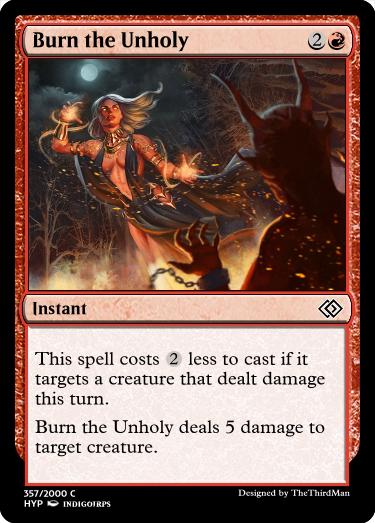 Burn the Unholy 2
Instant
This spell costs 2 less to cast if it
targets a creature that dealt damage
this turn.
Burn the Unholy deals 5 damage to
target creature.
357/2000 C
HYP INDIGOIRPS Designed by TheThirdMan